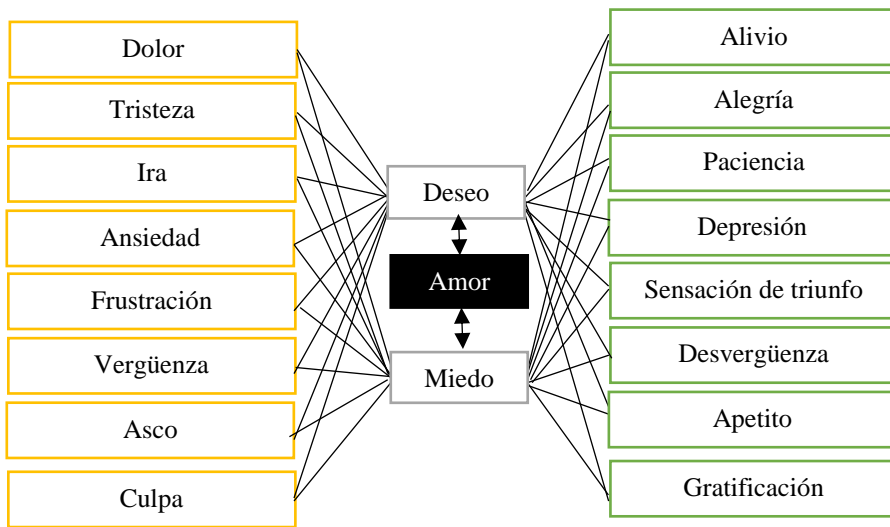 Dolor
Tristeza
Ira
Ansiedad
Frustración
Vergüenza
Asco
Culpa
Deseo
Amor
Miedo
Alivio
Alegría
Paciencia
Depresión
Sensación de triunfo
Desvergüenza
Apetito
Gratificación